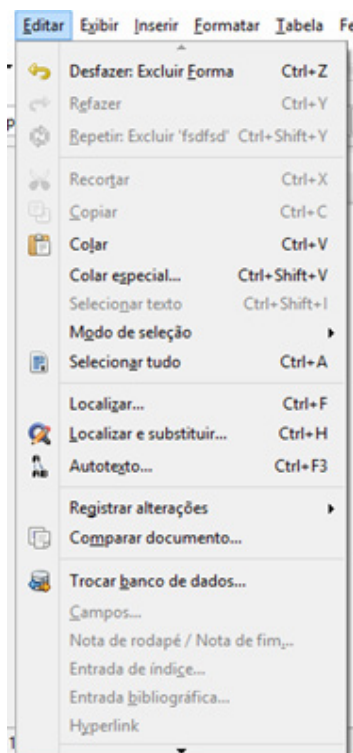 Editar Exibir Inserir Formatar Tabela Fe
Desfazer: Excluir Forma Ctrl+Z
Refazer Ctrl+Y
Repetir: Excluir 'fsdfsd' Ctrl+Shift+Y
Recortar Ctrl+X
Copiar Ctrl+C
Colar Ctrl+V
Colar especial... Ctrl+Shift+V
Selecionar texto Ctrl+Shift+I
Modo de seleção
Selecionar tudo Ctrl+A
Localizar... Ctrl+F
Localizar e substituir... Ctrl+H
Autotexto... Ctrl+F3
Registrar alterações
Comparar documento...
Trocar banco de dados...
Campos...
Nota de rodapé / Nota de fim...
Entrada de índice...
Entrada bibliográfica...
Hyperlink